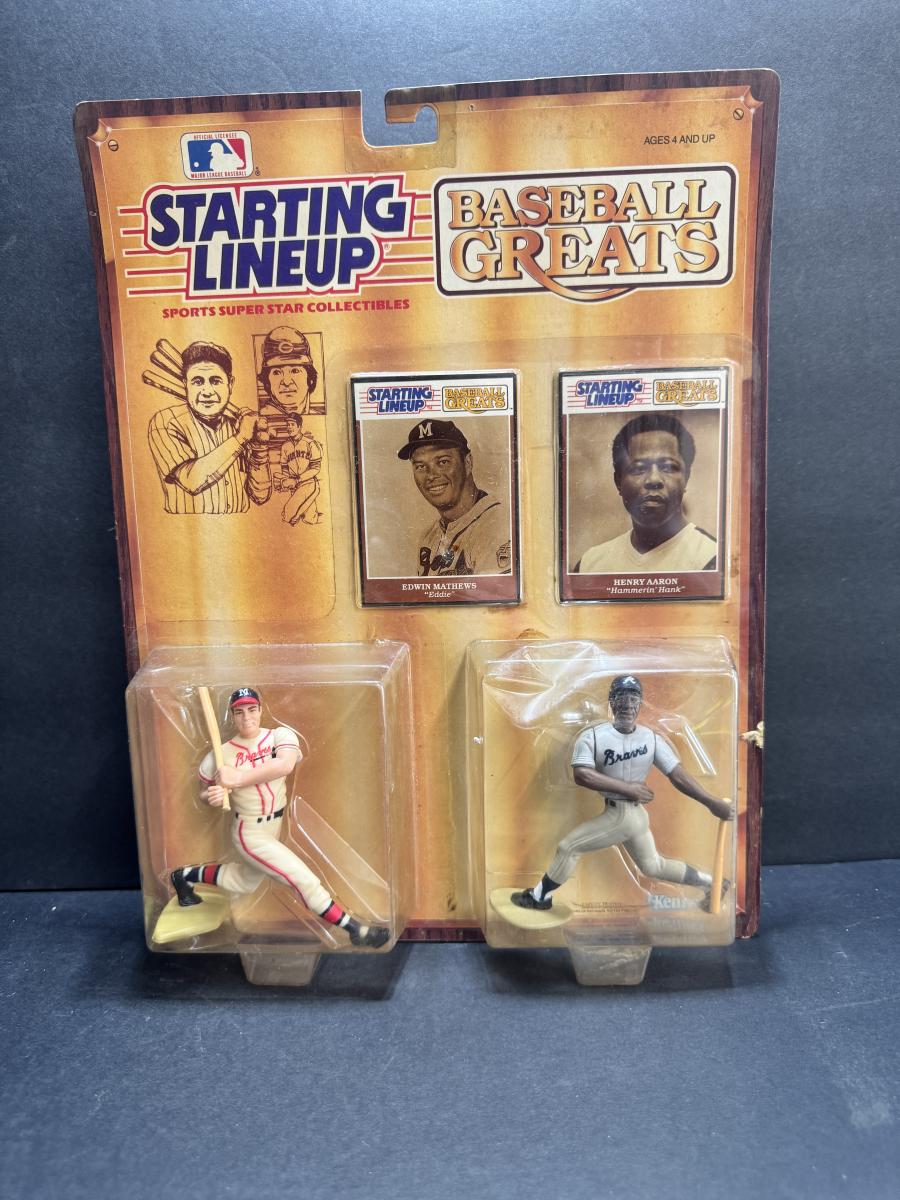 OFFICIAL LICENSEE
MAJOR LEAGUE BASEBALL
AGES 4 AND UP
STARTING
LINEUP
BASEBALL
GREATS
SPORTS SUPER STAR COLLECTIBLES
STARTING
LINEUP
BASEBALL
GREATS
M
EDWIN MATHEWS
"Eddie"
STARTING
LINEUP
BASEBALL
GREATS
HENRY AARON
"Hammerin' Hank"
M
Braves
A
Braves